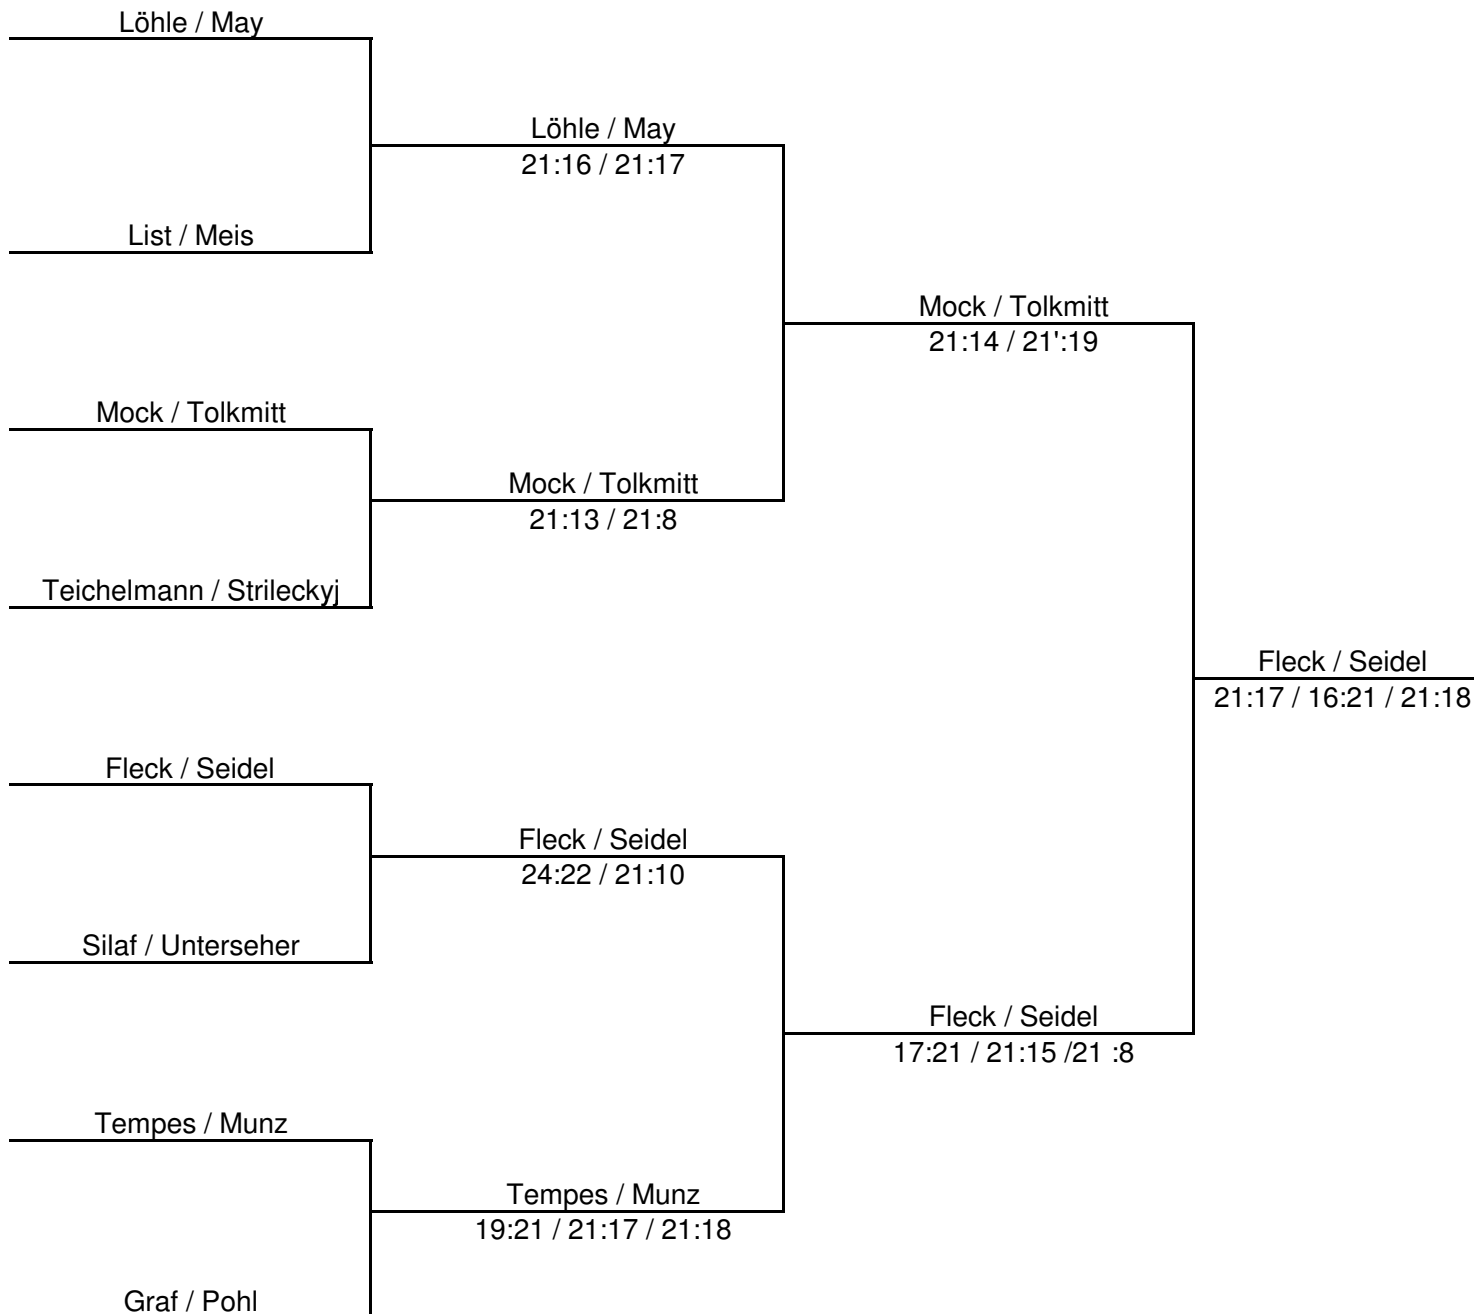 Löhle / May
Löhle / May
21:16 / 21:17
List / Meis
Mock / Tolkmitt
21:14 / 21':19
Mock / Tolkmitt
Mock / Tolkmitt
21:13 / 21:8
Teichelmann / Strileckyj
Fleck / Seidel
21:17 / 16:21 / 21:18
Fleck / Seidel
Fleck / Seidel
24:22 / 21:10
Silaf / Unterseher
Fleck / Seidel
17:21 / 21:15 /21 :8
Tempes / Munz
Tempes / Munz
19:21 / 21:17 / 21:18
Graf / Pohl